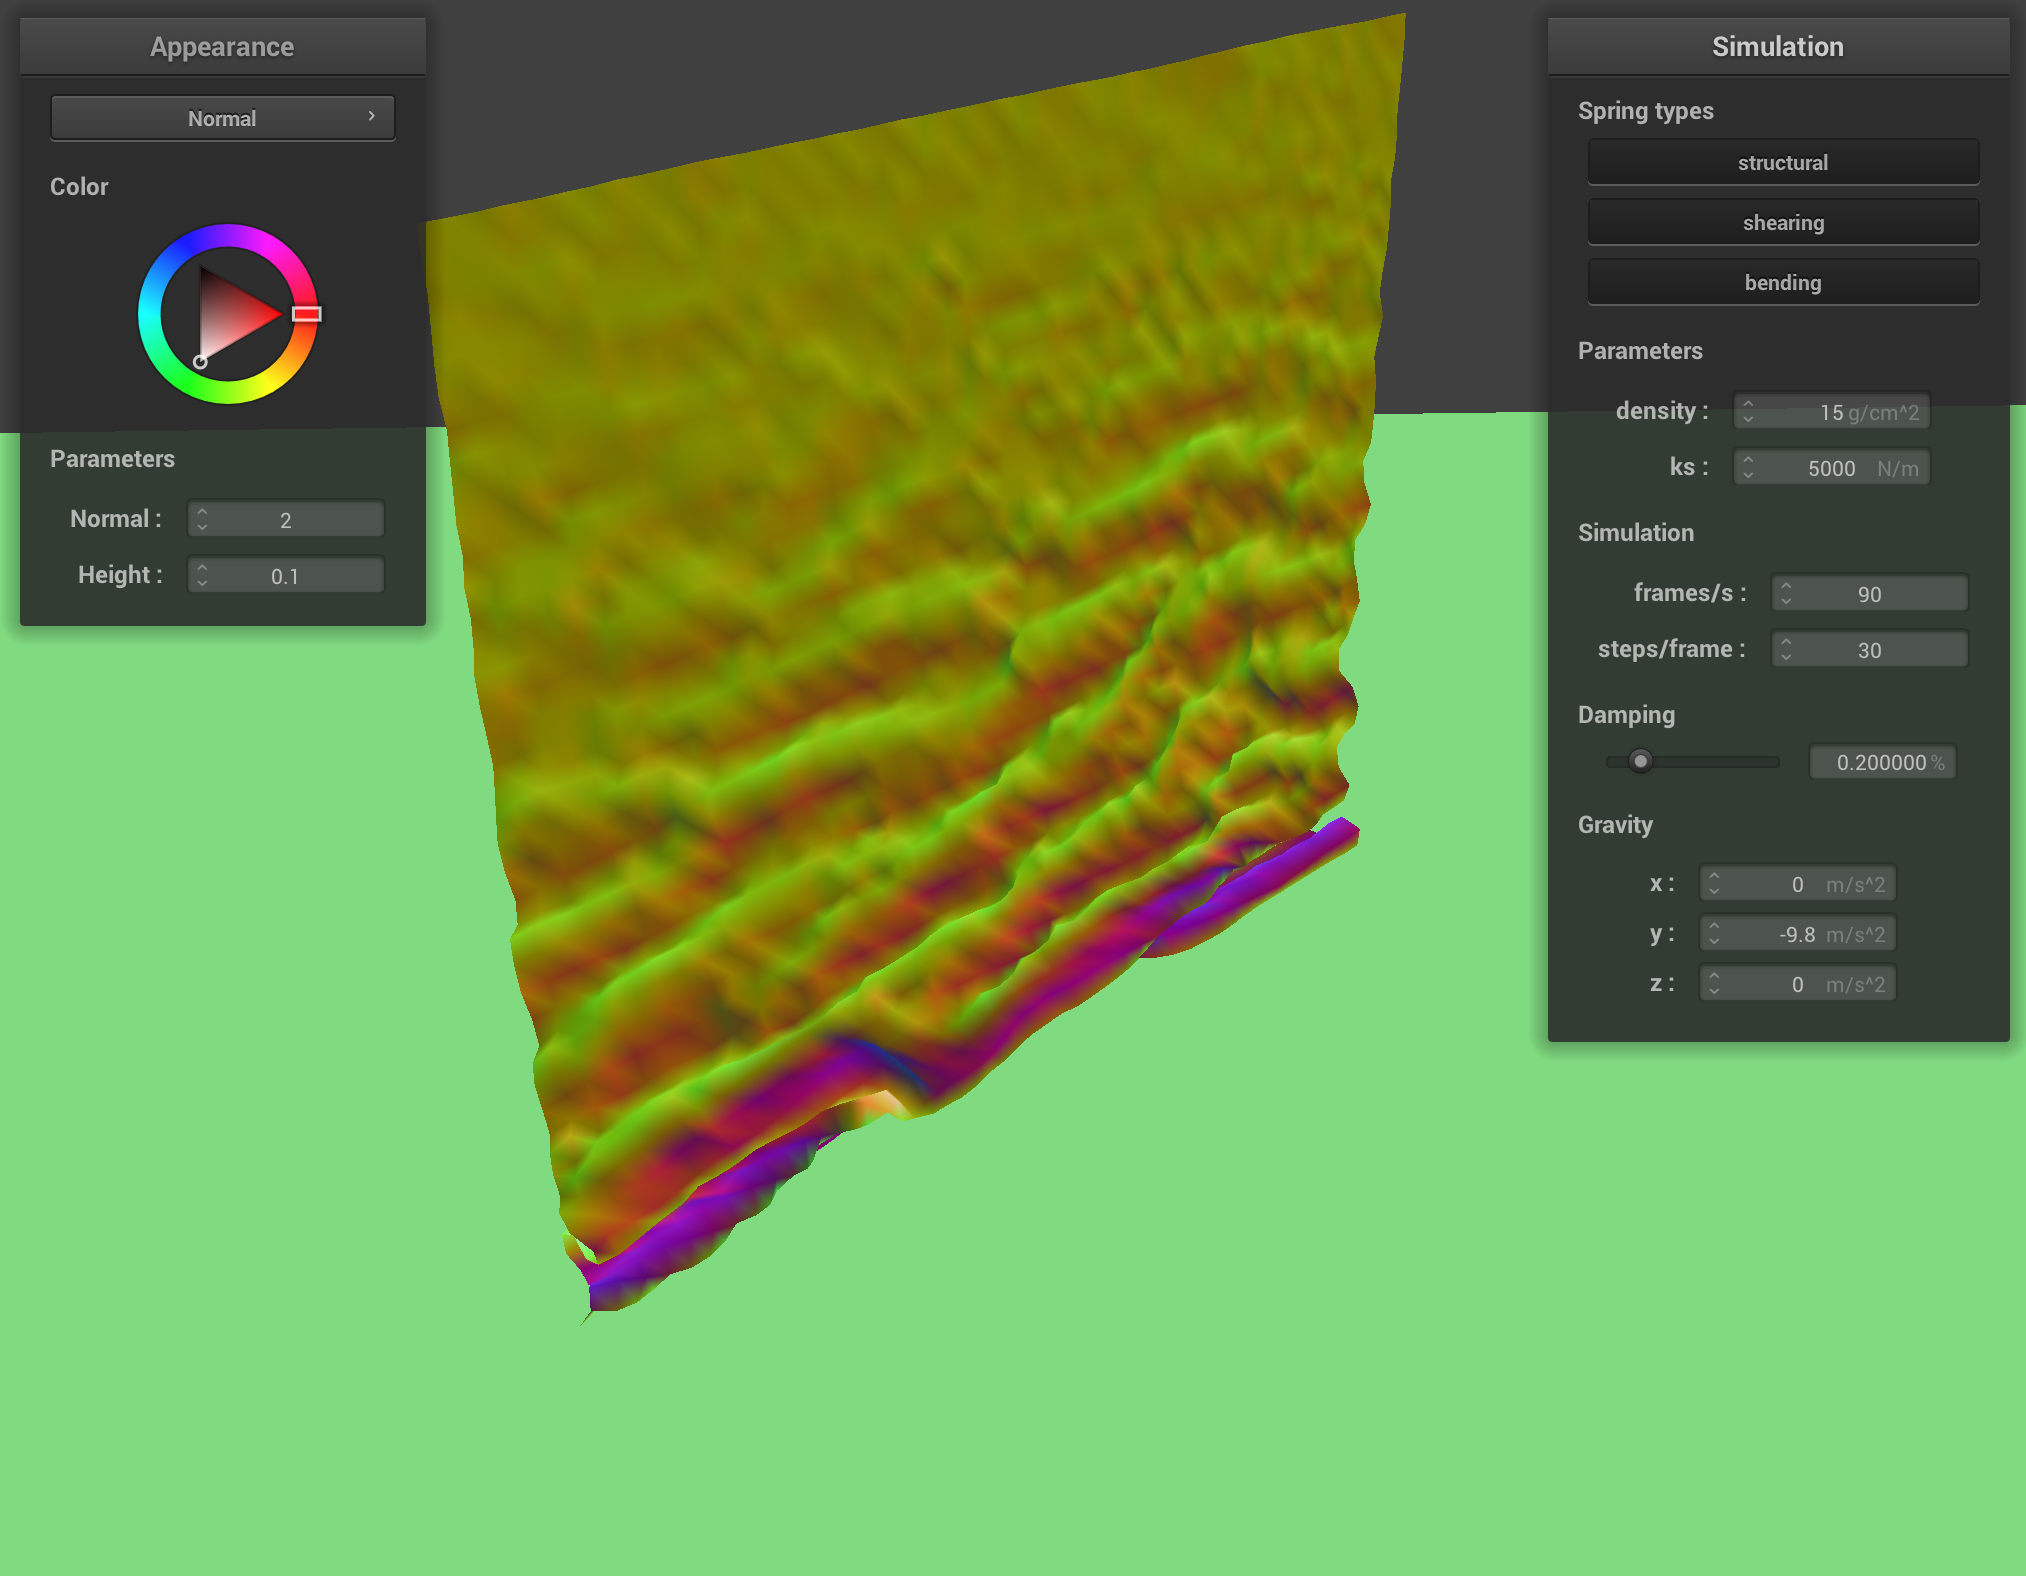 Appearance
Normal ›
Color
Parameters
Normal : 2
Height : 0.1
Simulation
Spring types
structural
shearing
bending
Parameters
density : 15 g/cm^2
ks : 5000 N/m
Simulation
frames/s : 90
steps/frame : 30
Damping
0.200000 %
Gravity
x : 0 m/s^2
y : -9.8 m/s^2
z : 0 m/s^2